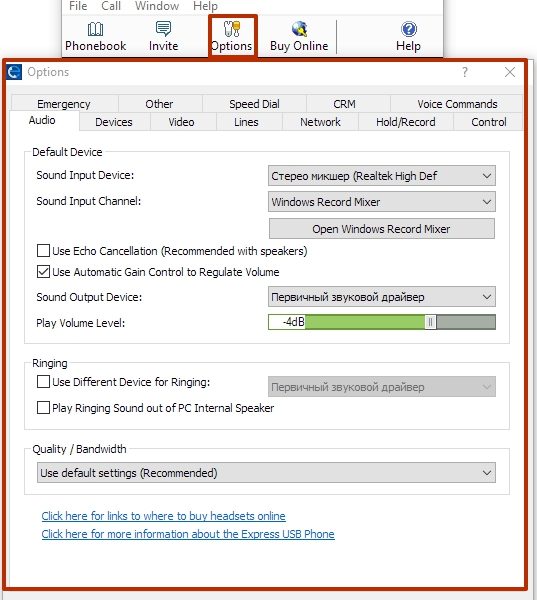 File Call Window Help
Phonebook Invite Options Buy Online Help
Options ?
Emergency Other Speed Dial CRM Voice Commands
Audio Devices Video Lines Network Hold/Record Control
Default Device
Sound Input Device: Стерео микшер (Realtek High Def
Sound Input Channel: Windows Record Mixer
Open Windows Record Mixer
Use Echo Cancellation (Recommended with speakers)
Use Automatic Gain Control to Regulate Volume
Sound Output Device: Первичный звуковой драйвер
Play Volume Level: -4dB
Ringing
Use Different Device for Ringing: Первичный звуковой драйвер
Play Ringing Sound out of PC Internal Speaker
Quality / Bandwidth
Use default settings (Recommended)
Click here for links to where to buy headsets online
Click here for more information about the Express USB Phone